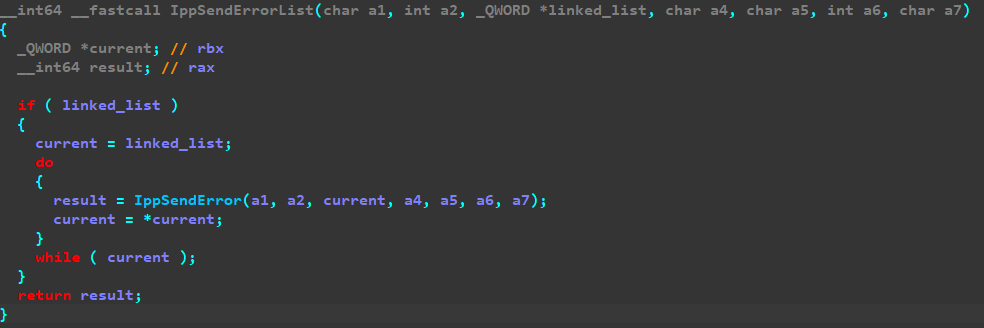 __int64 __fastcall IppSendErrorList(char a1, int a2, _QWORD *linked_list, char a4, char a5, int a6, char a7)
{
  _QWORD *current; // rbx
  __int64 result; // rax

  if ( linked_list )
  {
    current = linked_list;
    do
    {
      result = IppSendError(a1, a2, current, a4, a5, a6, a7);
      current = *current;
    }
    while ( current );
  }
  return result;
}